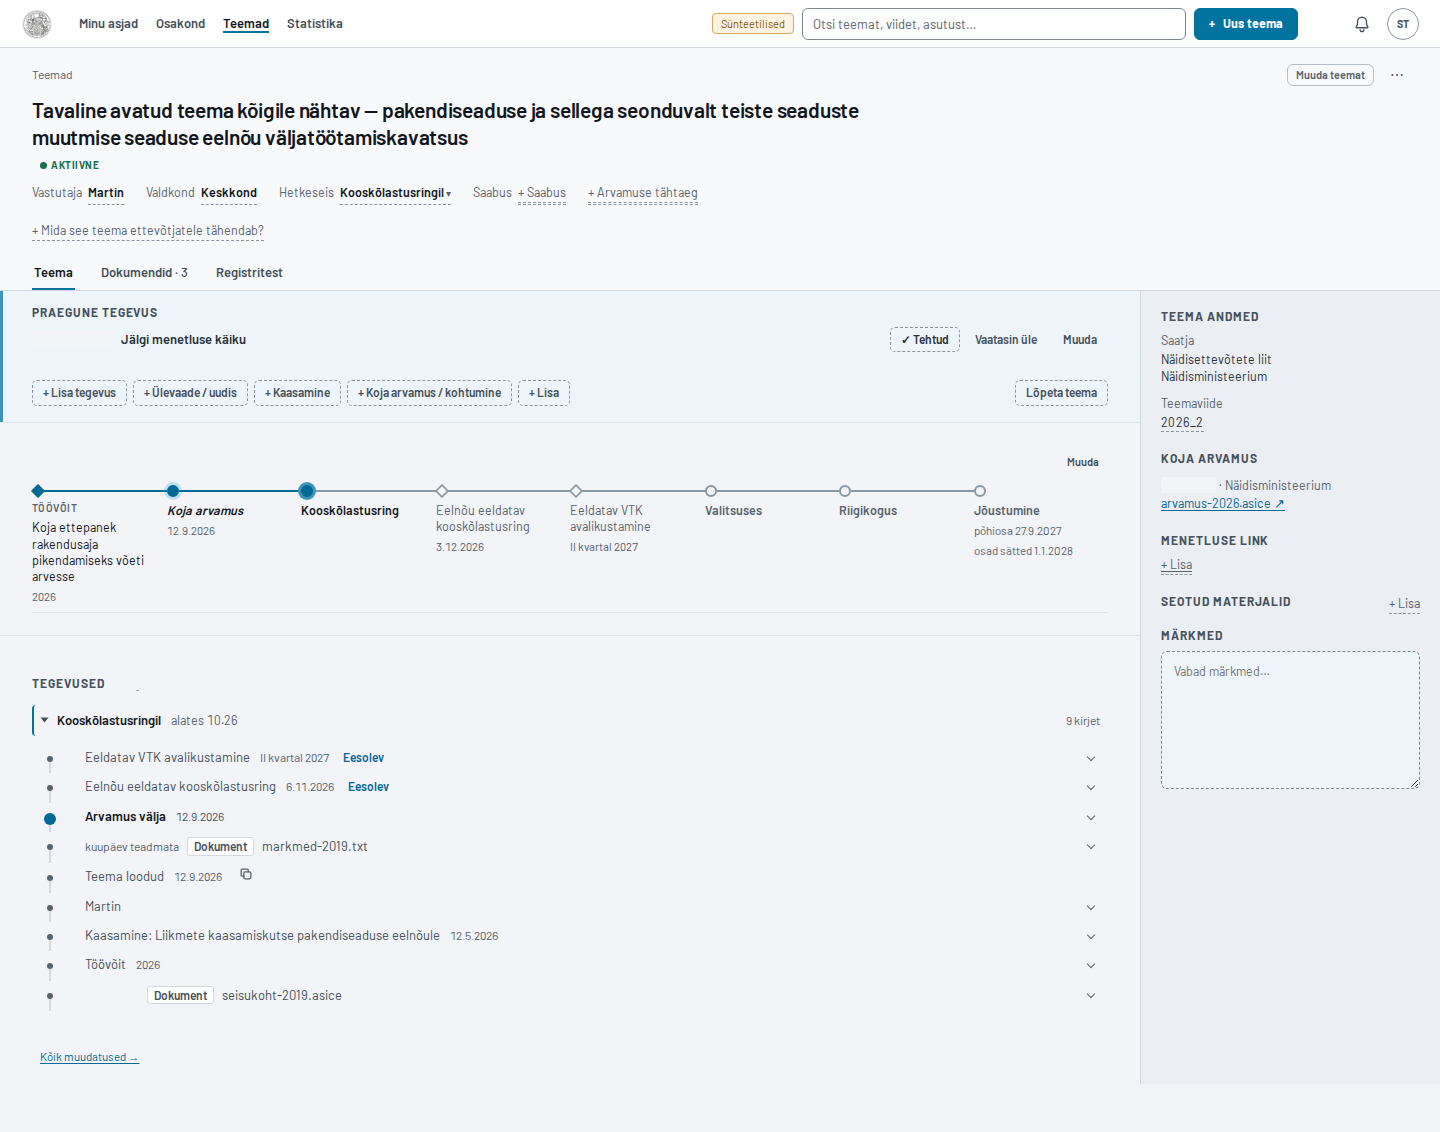 Minu asjad Osakond Teemad Statistika Sünteetilised Otsi teemat, viidet, asutust... + Uus teema ST
Teemad Muuda teemat ...
Tavaline avatud teema kõigile nähtav — pakendiseaduse ja sellega seonduvalt teiste seaduste
muutmise seaduse eelnõu väljatöötamiskavatsus
AKTIIVNE
Vastutaja Martin Valdkond Keskkond Hetkeseis Kooskõlastusringil ▾ Saabus + Saabus + Arvamuse tähtaeg
+ Mida see teema ettevõtjatele tähendab?
Teema Dokumendid · 3 Registritest
PRAEGUNE TEGEVUS
Jälgi menetluse käiku ✓ Tehtud Vaatasin üle Muuda
+ Lisa tegevus + Ülevaade / uudis + Kaasamine + Koja arvamus / kohtumine + Lisa Lõpeta teema
Muuda
TÖÖVÕIT
Koja ettepanek
rakendusaja
pikendamiseks võeti
arvesse
2026
Koja arvamus
12.9.2026
Kooskõlastusring
Eelnõu eeldatav
kooskõlastusring
3.12.2026
Eeldatav VTK
avalikustamine
II kvartal 2027
Valitsuses
Riigikogus
Jõustumine
põhiosa 27.9.2027
osad sätted 1.1.2028
TEGEVUSED
Kooskõlastusringil alates 10.26 9 kirjet
Eeldatav VTK avalikustamine II kvartal 2027 Eesolev
Eelnõu eeldatav kooskõlastusring 6.11.2026 Eesolev
Arvamus välja 12.9.2026
kuupäev teadmata Dokument markmed-2019.txt
Teema loodud 12.9.2026
Martin
Kaasamine: Liikmete kaasamiskutse pakendiseaduse eelnõule 12.5.2026
Töövõit 2026
Dokument seisukoht-2019.asice
Kõik muudatused →
TEEMA ANDMED
Saatja
Näidisettevõtete liit
Näidisministeerium
Teemaviide
2026_2
KOJA ARVAMUS
· Näidisministeerium
arvamus-2026.asice ↗
MENETLUSE LINK
+ Lisa
SEOTUD MATERJALID + Lisa
MÄRKMED
Vabad märkmed...